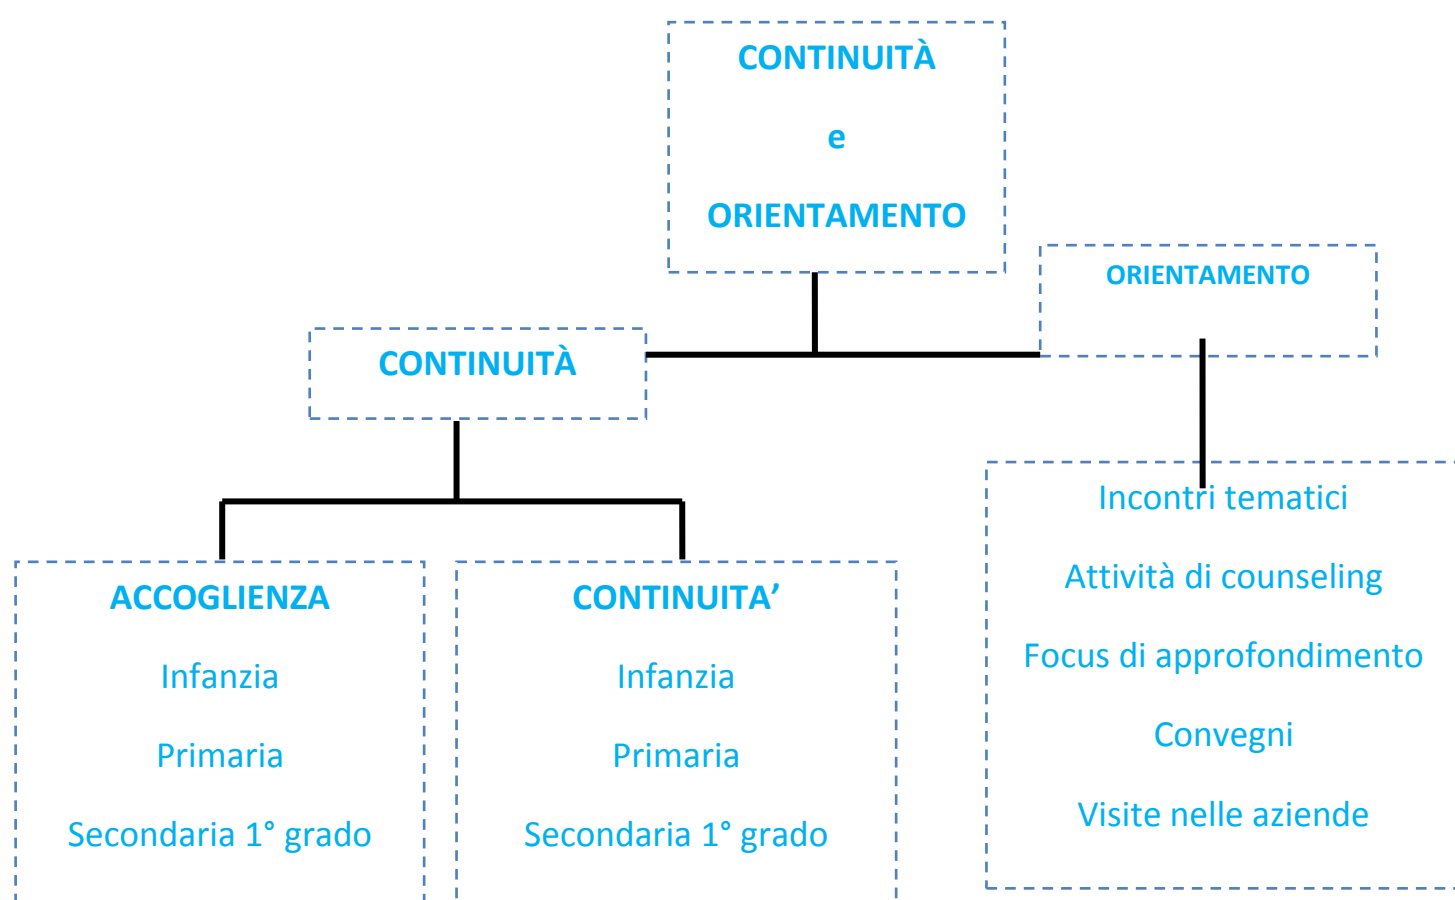 CONTINUITÀ
e
ORIENTAMENTO
ORIENTAMENTO
CONTINUITÀ
ACCOGLIENZA
Infanzia
Primaria
Secondaria 1° grado
CONTINUITA’
Infanzia
Primaria
Secondaria 1° grado
Incontri tematici
Attività di counseling
Focus di approfondimento
Convegni
Visite nelle aziende